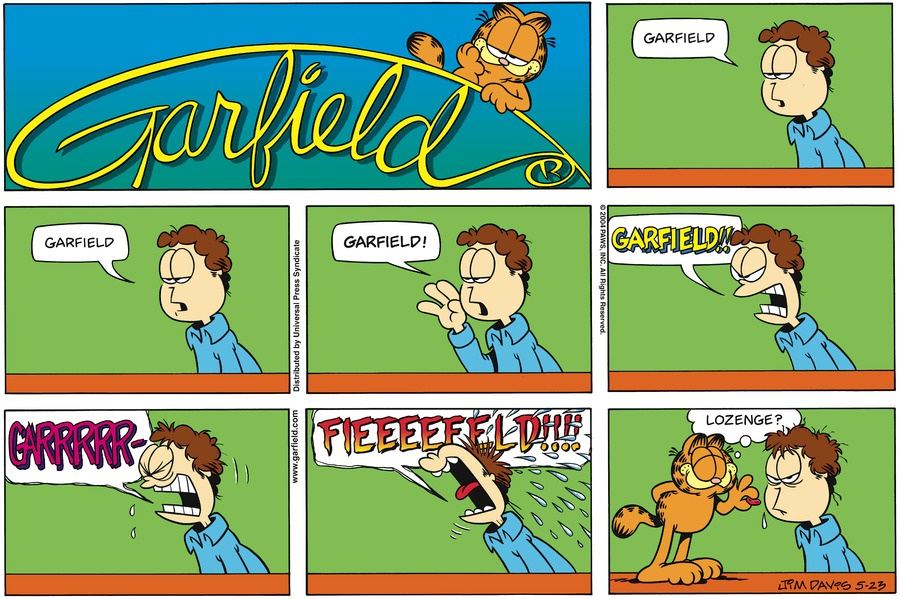 Garfield
®
GARFIELD
GARFIELD
Distributed by Universal Press Syndicate
GARFIELD!
© 2004 PAWS, INC. All Rights Reserved.
GARFIELD!!
GARRRRR-
www.garfield.com
FIEEEEEELD!!!!
LOZENGE?
JIM DAVIS 5-23